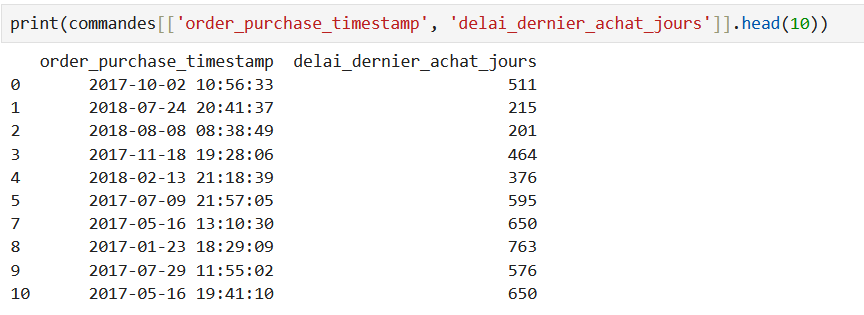 print(commandes[['order_purchase_timestamp', 'delai_dernier_achat_jours']].head(10))
order_purchase_timestamp delai_dernier_achat_jours
0 2017-10-02 10:56:33 511
1 2018-07-24 20:41:37 215
2 2018-08-08 08:38:49 201
3 2017-11-18 19:28:06 464
4 2018-02-13 21:18:39 376
5 2017-07-09 21:57:05 595
7 2017-05-16 13:10:30 650
8 2017-01-23 18:29:09 763
9 2017-07-29 11:55:02 576
10 2017-05-16 19:41:10 650